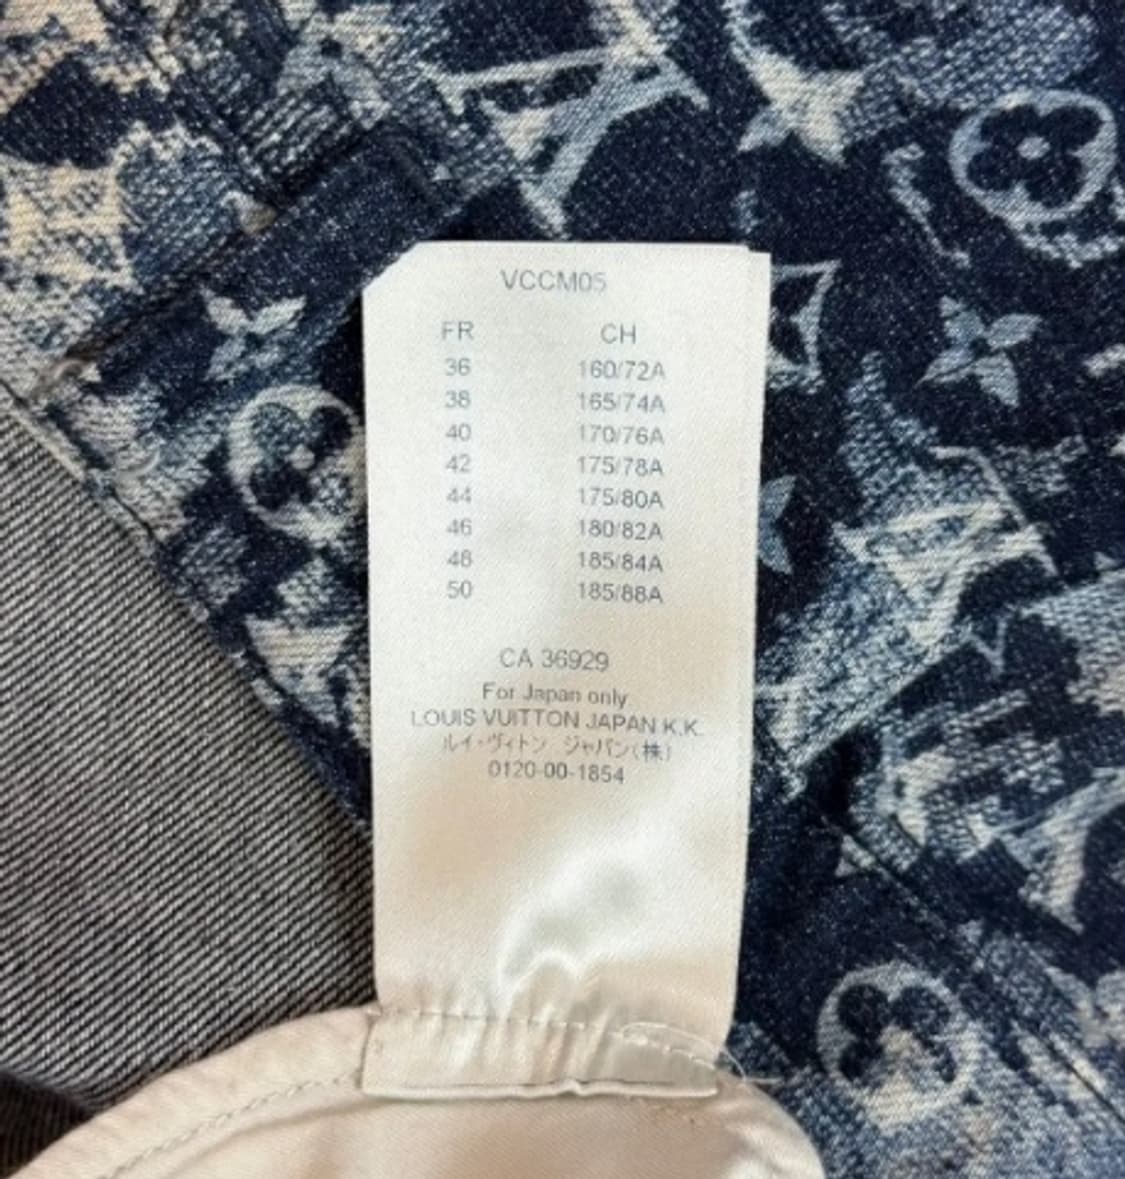 VCCM05
FR CH
36 160/72A
38 165/74A
40 170/76A
42 175/78A
44 175/80A
46 180/82A
48 185/84A
50 185/88A
CA 36929
For Japan only
LOUIS VUITTON JAPAN K.K.
ルイ・ヴィトン ジャパン(株)
0120-00-1854